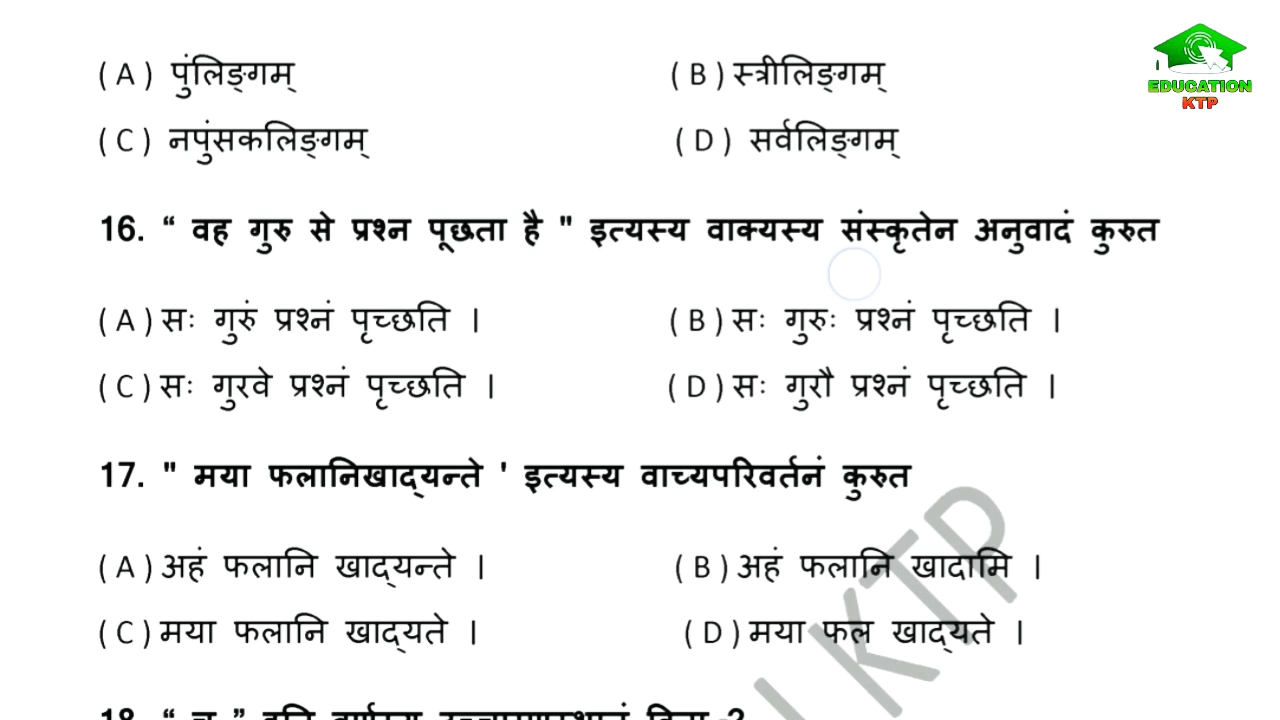 ( A ) पुंलिङ्गम् ( B ) स्त्रीलिङ्गम्
EDUCATION
KTP
( C ) नपुंसकलिङ्गम् ( D ) सर्वलिङ्गम्
16. “ वह गुरु से प्रश्न पूछता है " इत्यस्य वाक्यस्य संस्कृतेन अनुवादं कुरुत
( A ) सः गुरुं प्रश्नं पृच्छति । ( B ) सः गुरुः प्रश्नं पृच्छति ।
( C ) सः गुरवे प्रश्नं पृच्छति । ( D ) सः गुरौ प्रश्नं पृच्छति ।
17. " मया फलानिखाद्यन्ते ' इत्यस्य वाच्यपरिवर्तनं कुरुत
( A ) अहं फलानि खाद्यन्ते । ( B ) अहं फलानि खादामि ।
( C ) मया फलानि खाद्यते । ( D ) मया फल खाद्यते ।
KTP
18.